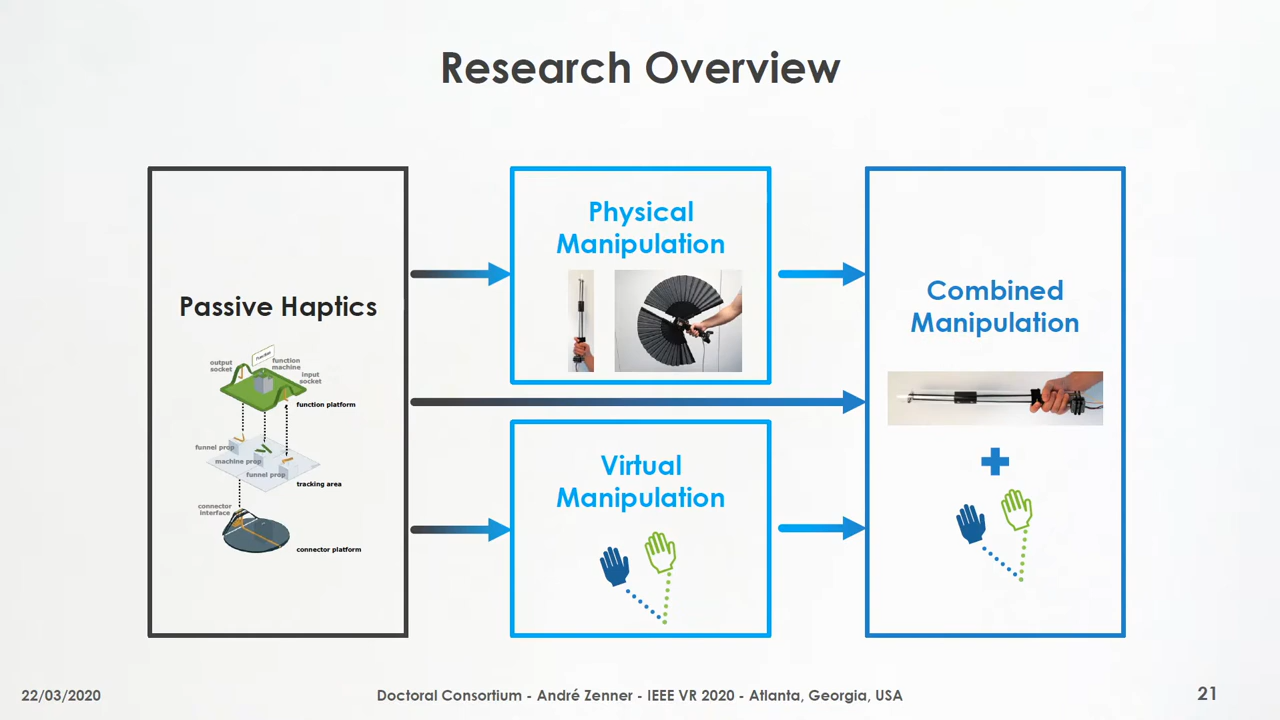 Research Overview
Passive Haptics
output
socket
Function
function
machine
input
socket
function platform
funnel prop
machine prop
funnel prop
tracking area
connector
interface
connector platform
Physical
Manipulation
Virtual
Manipulation
Combined
Manipulation
22/03/2020
Doctoral Consortium - André Zenner - IEEE VR 2020 - Atlanta, Georgia, USA
21